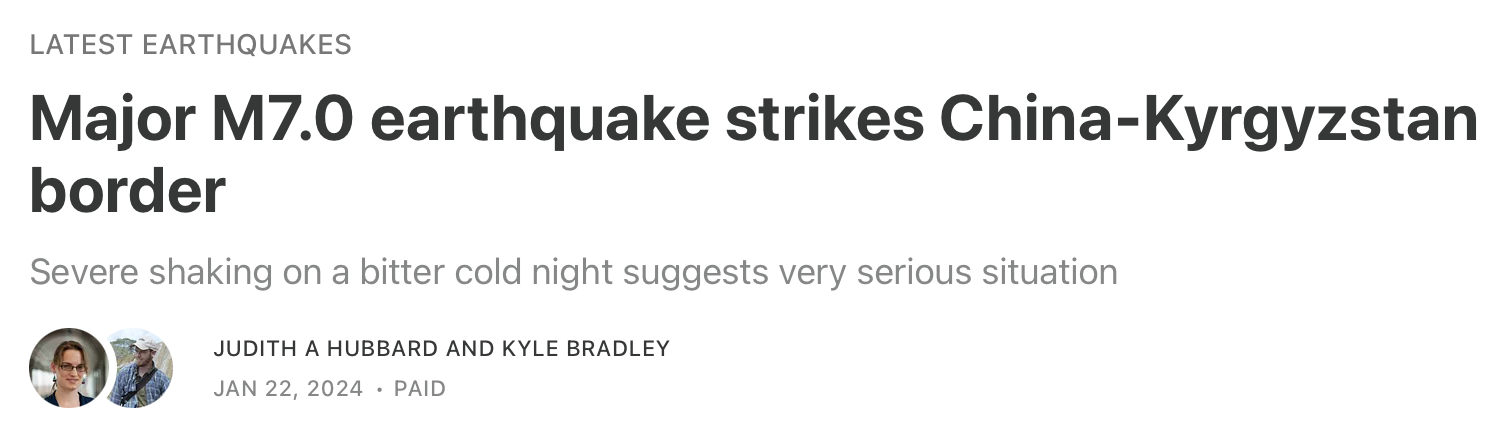 LATEST EARTHQUAKES
Major M7.0 earthquake strikes China-Kyrgyzstan
border
Severe shaking on a bitter cold night suggests very serious situation
JUDITH A HUBBARD AND KYLE BRADLEY
JAN 22, 2024 • PAID